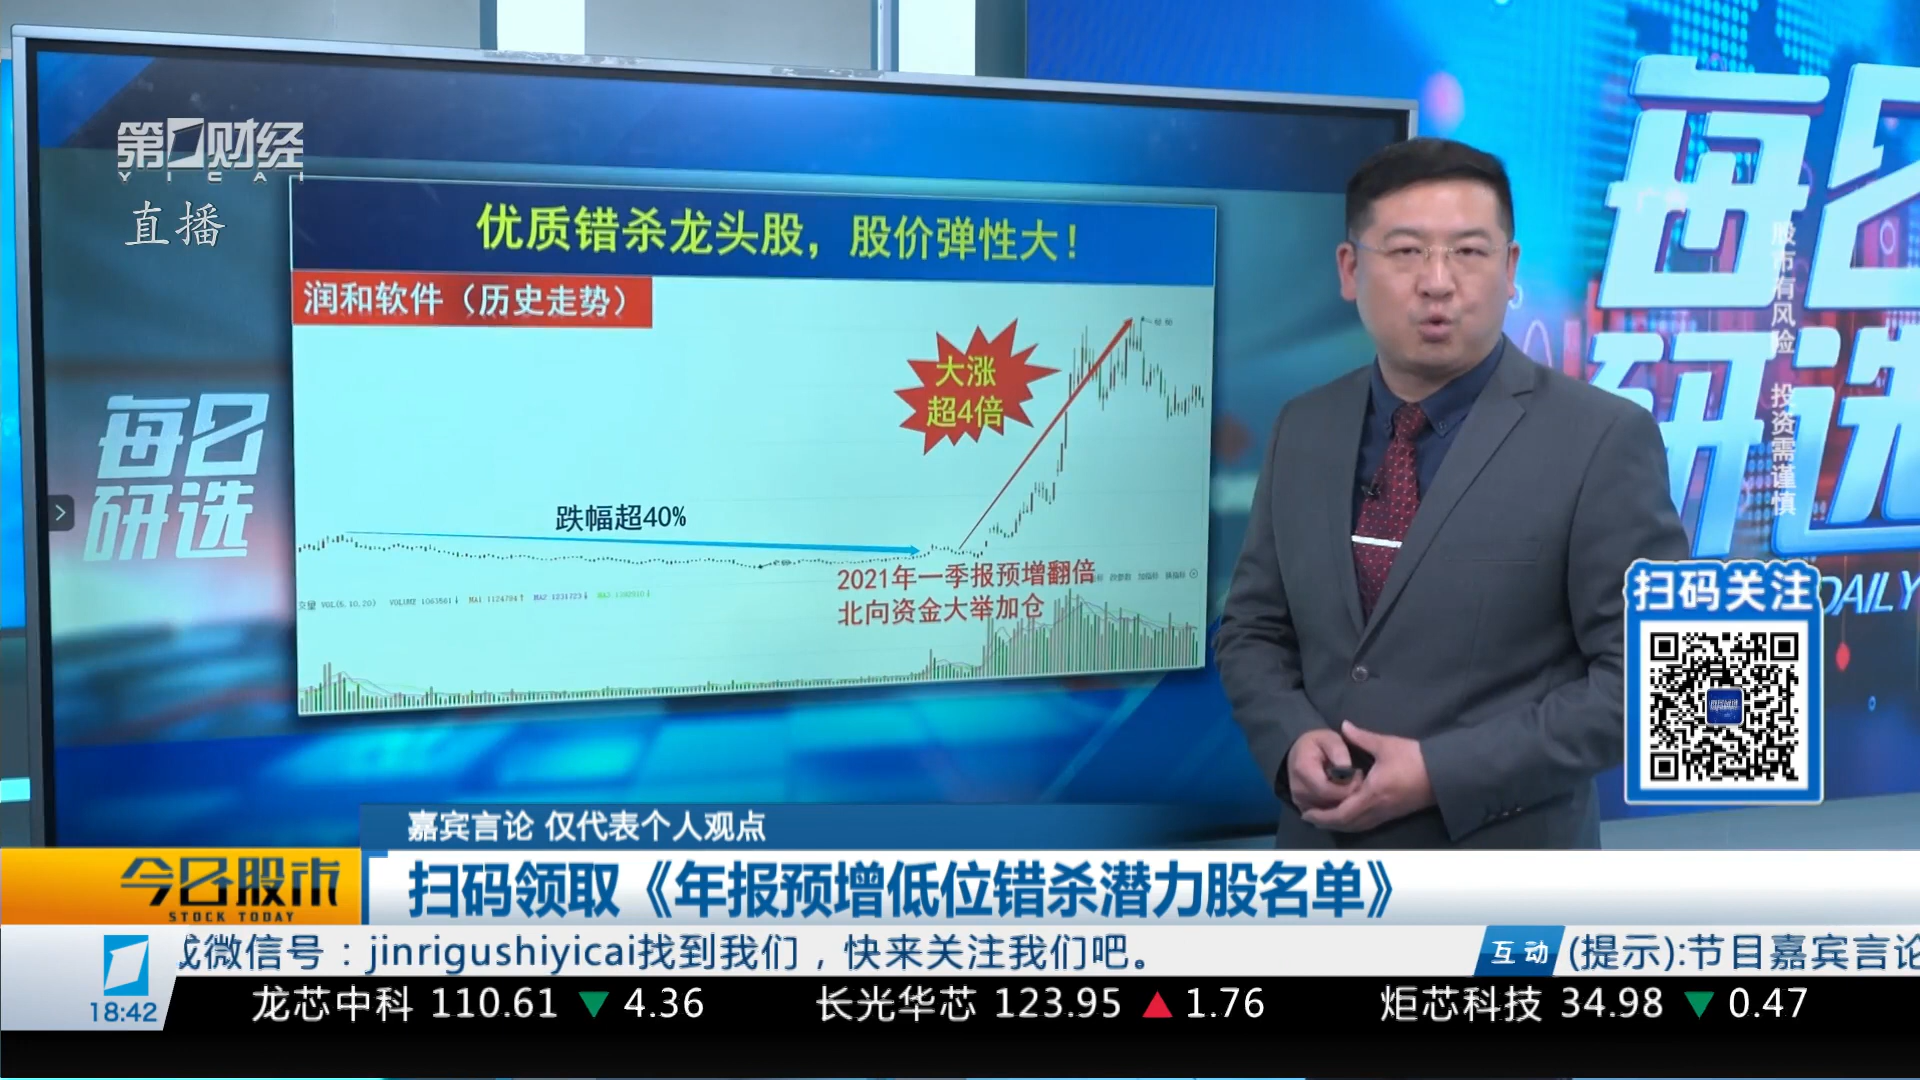 第一财经
YICAI
直播
优质错杀龙头股，股价弹性大！
润和软件（历史走势）
大涨
超4倍
跌幅超40%
2021年一季报预增翻倍
北向资金大举加仓
VOL(5,10,20)
每日
研选
每日
研选
DAILY
股市有风险 投资需谨慎
扫码关注
嘉宾言论 仅代表个人观点
今日股市
STOCK TODAY
扫码领取《年报预增低位错杀潜力股名单》
微信号：jinrigushiyicai找到我们，快来关注我们吧。
互动 (提示):节目嘉宾言论
18:42
龙芯中科 110.61 ▼ 4.36 长光华芯 123.95 ▲ 1.76 炬芯科技 34.98 ▼ 0.47